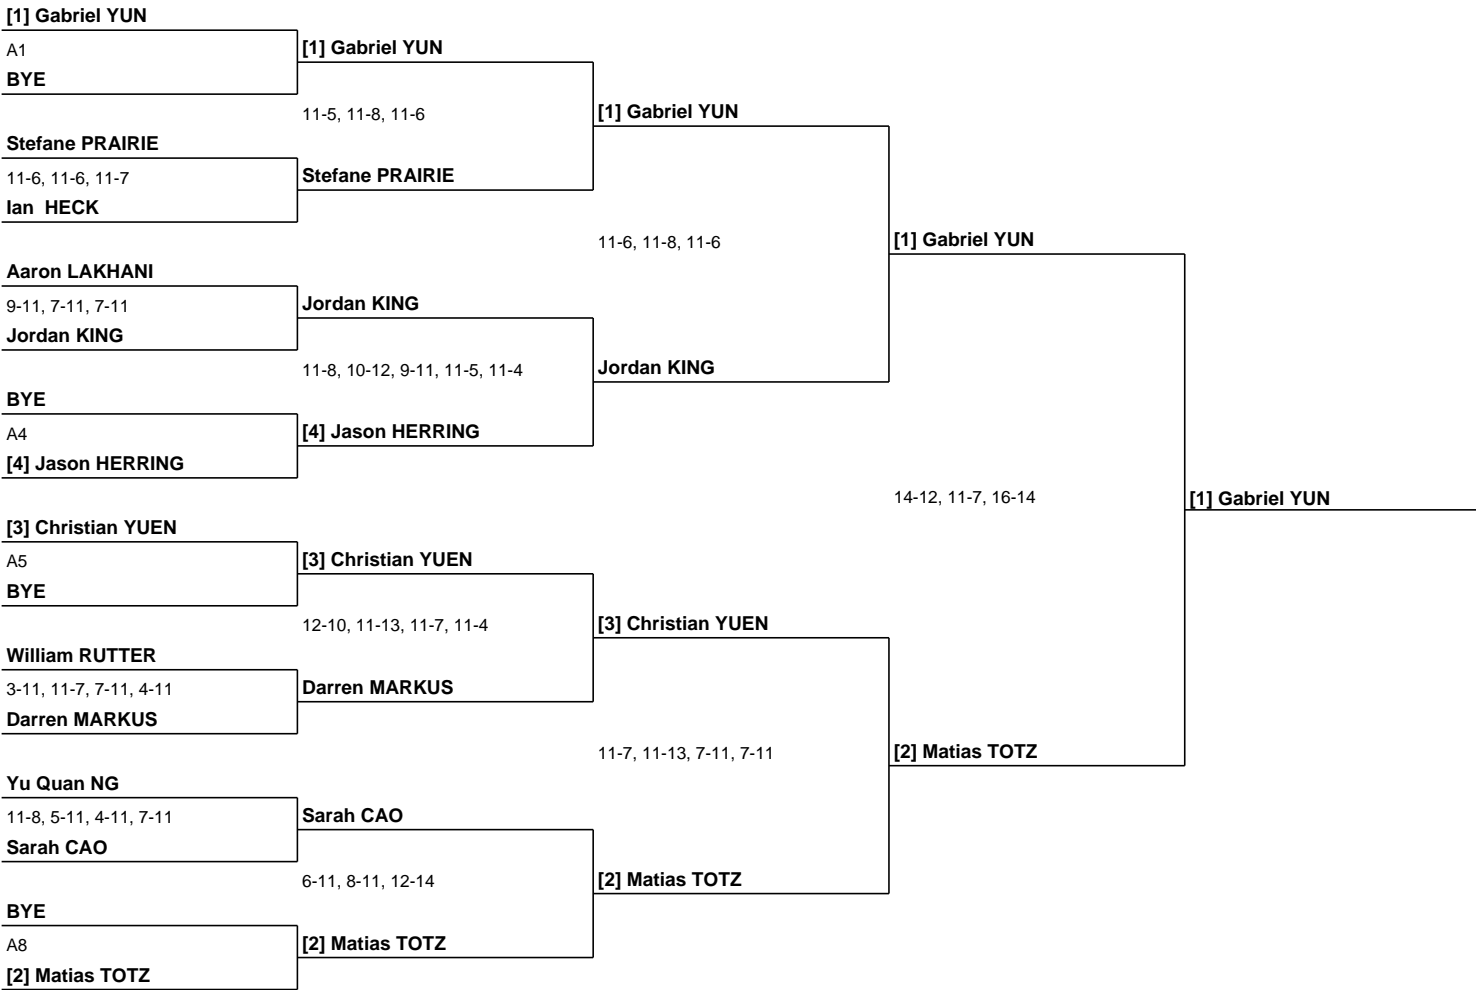 [1] Gabriel YUN
A1
BYE
Stefane PRAIRIE
11-6, 11-6, 11-7
Ian  HECK
Aaron LAKHANI
9-11, 7-11, 7-11
Jordan KING
BYE
A4
[4] Jason HERRING
[3] Christian YUEN
A5
BYE
William RUTTER
3-11, 11-7, 7-11, 4-11
Darren MARKUS
Yu Quan NG
11-8, 5-11, 4-11, 7-11
Sarah CAO
BYE
A8
[2] Matias TOTZ
[1] Gabriel YUN
11-5, 11-8, 11-6
Stefane PRAIRIE
Jordan KING
11-8, 10-12, 9-11, 11-5, 11-4
[4] Jason HERRING
[3] Christian YUEN
12-10, 11-13, 11-7, 11-4
Darren MARKUS
Sarah CAO
6-11, 8-11, 12-14
[2] Matias TOTZ
[1] Gabriel YUN
11-6, 11-8, 11-6
Jordan KING
[3] Christian YUEN
11-7, 11-13, 7-11, 7-11
[2] Matias TOTZ
[1] Gabriel YUN
14-12, 11-7, 16-14
[2] Matias TOTZ
[1] Gabriel YUN